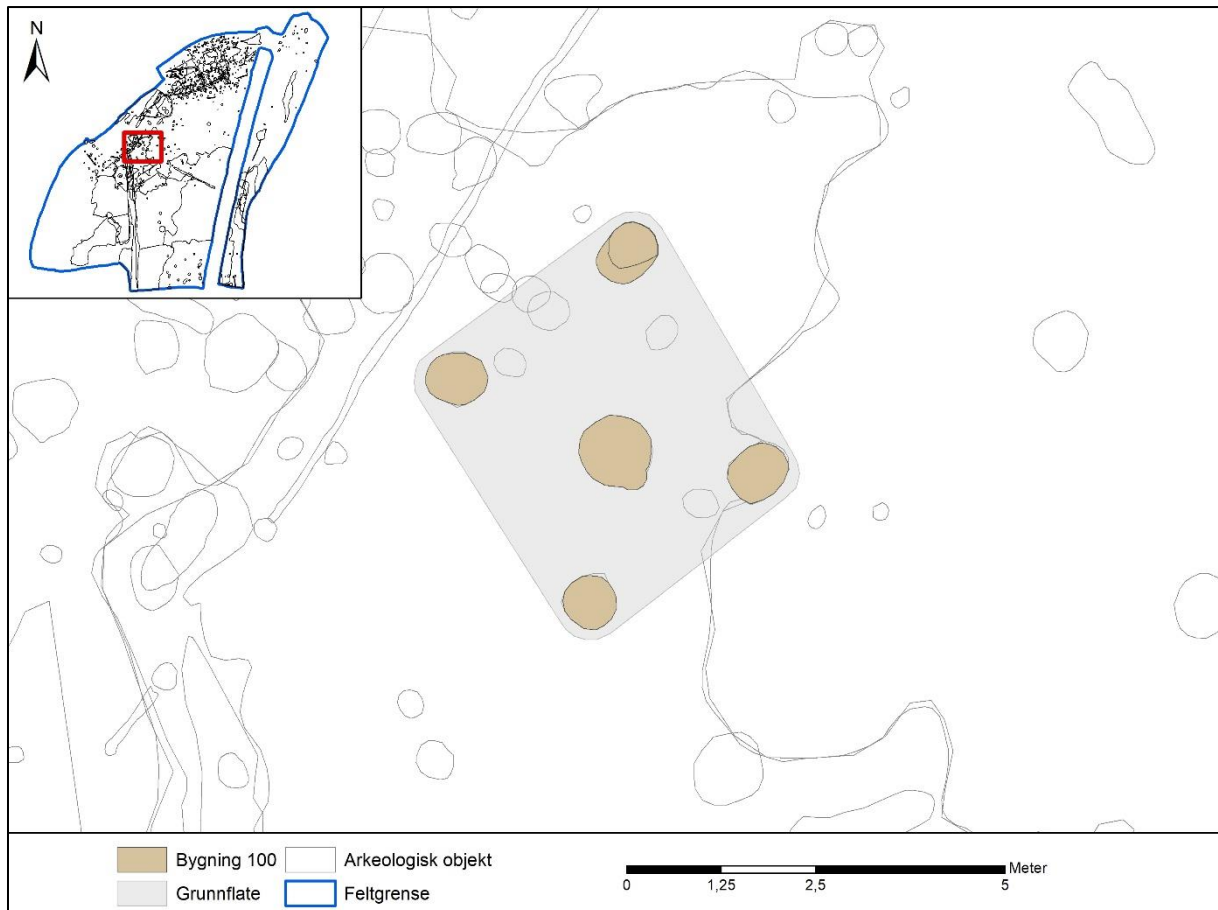 N
Bygning 100 Arkeologisk objekt
Grunnflate Feltgrense
Meter
0 1,25 2,5 5